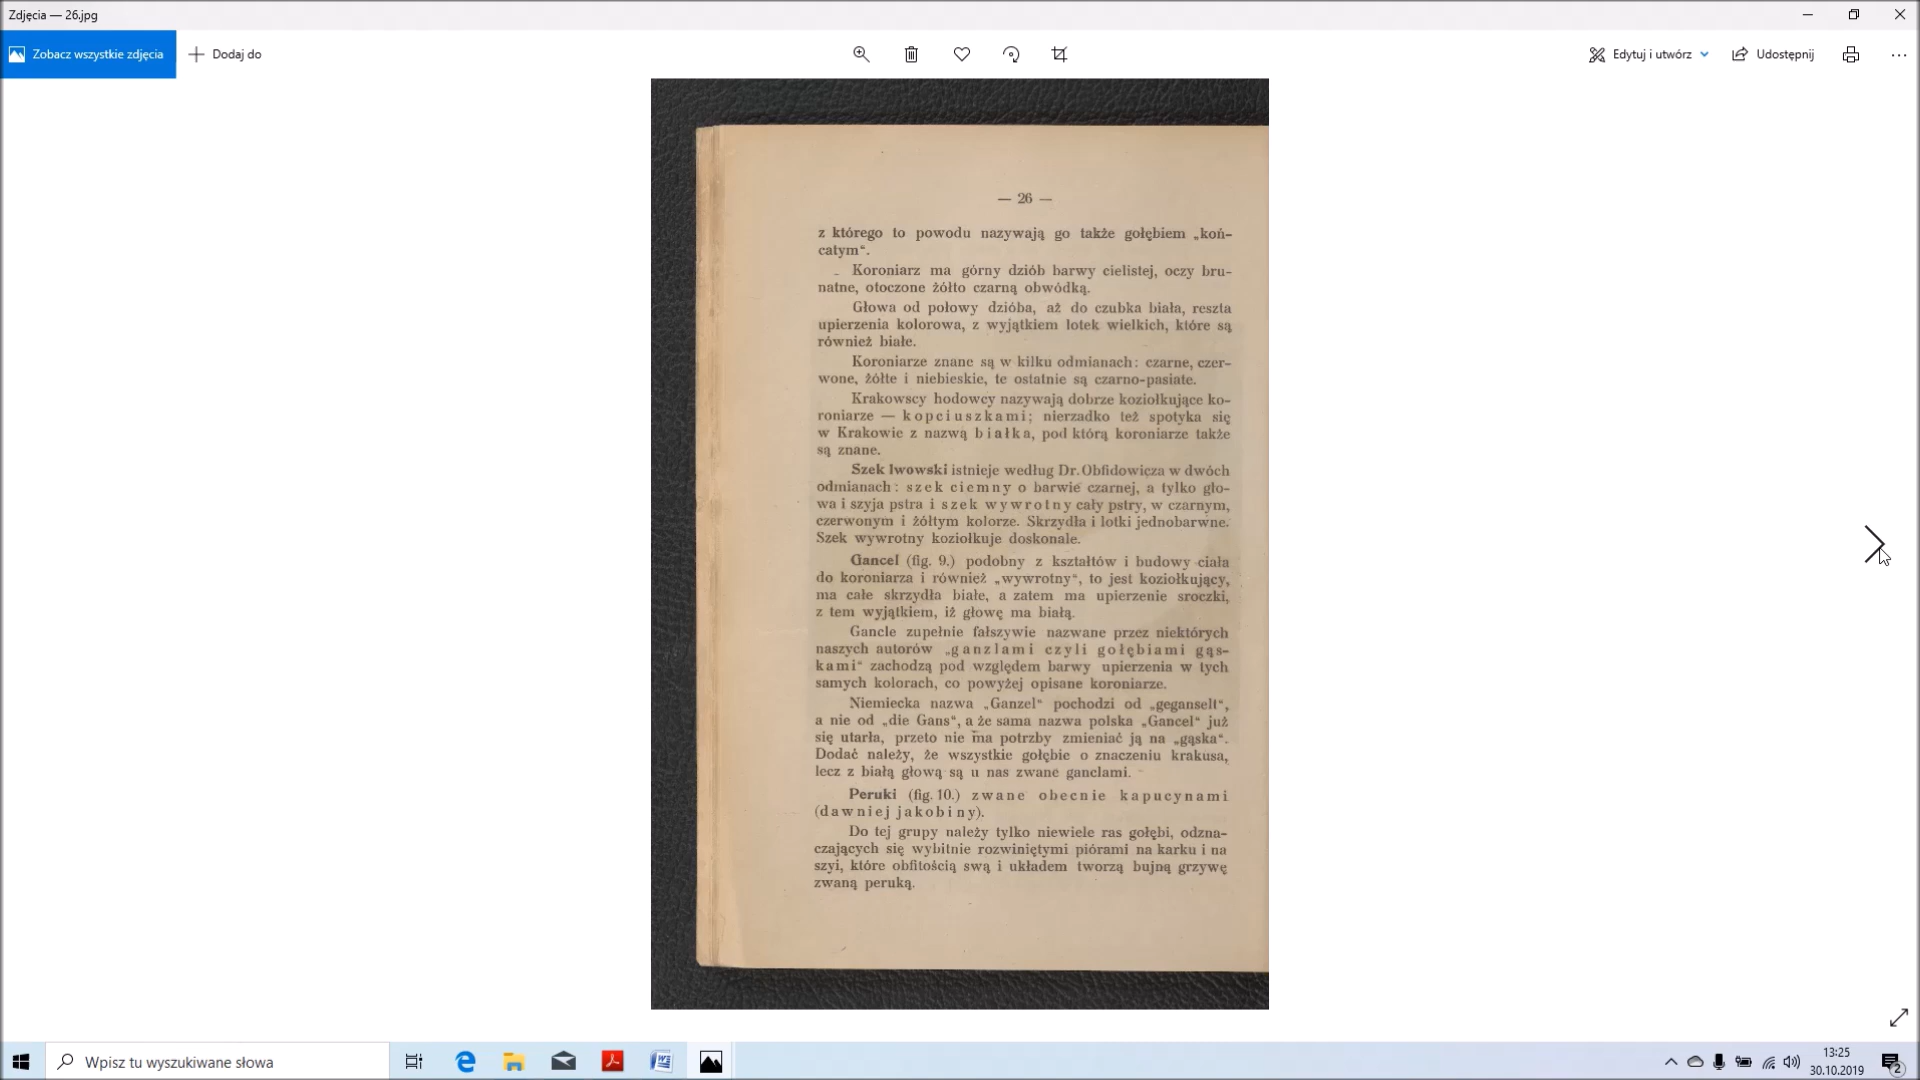 Zdjęcia — 26.jpg
Zobacz wszystkie zdjęcia
Dodaj do
Edytuj i utwórz
Udostępnij
— 26 —
z którego to powodu nazywają go także gołębiem „koń-
catym“.
Koroniarz ma górny dziób barwy cielistej, oczy bru-
natne, otoczone żółto czarną obwódką.
Głowa od połowy dzióba, aż do czubka biała, reszta
upierzenia kolorowa, z wyjątkiem lotek wielkich, które są
również białe.
Koroniarze znane są w kilku odmianach: czarne, czer-
wone, żółte i niebieskie, te ostatnie są czarno-pasiate.
Krakowscy hodowcy nazywają dobrze koziołkujące ko-
roniarze — kopciuszkami; nierzadko też spotyka się
w Krakowie z nazwą białka, pod którą koroniarze także
są znane.
Szek lwowski istnieje według Dr. Obfidowicza w dwóch
odmianach: szek ciemny o barwie czarnej, a tylko gło-
wa i szyja pstra i szek wywrotny cały pstry, w czarnym,
czerwonym i żółtym kolorze. Skrzydła i lotki jednobarwne.
Szek wywrotny koziołkuje doskonale.
Gancel (fig. 9.) podobny z kształtów i budowy ciała
do koroniarza i również „wywrotny“, to jest koziołkujący,
ma całe skrzydła białe, a zatem ma upierzenie sroczki,
z tem wyjątkiem, iż głowę ma białą.
Gancle zupełnie fałszywie nazwane przez niektórych
naszych autorów „ganzlami czyli gołębiami gąs-
kami“ zachodzą pod względem barwy upierzenia w tych
samych kolorach, co powyżej opisane koroniarze.
Niemiecka nazwa „Ganzel“ pochodzi od „geganselt“,
a nie od „die Gans“, a że sama nazwa polska „Gancel“ już
się utarła, przeto nie ma potrzby zmieniać ją na „gąska“.
Dodać należy, że wszystkie gołębie o znaczeniu krakusa,
lecz z białą głową są u nas zwane ganclami.
Peruki (fig. 10.) zwane obecnie kapucynami
(dawniej jakobiny).
Do tej grupy należy tylko niewiele ras gołębi, odzna-
czających się wybitnie rozwiniętymi piórami na karku i na
szyi, które obfitością swą i układem tworzą bujną grzywę
zwaną peruką.
Wpisz tu wyszukiwane słowa
13:25
30.10.2019
2